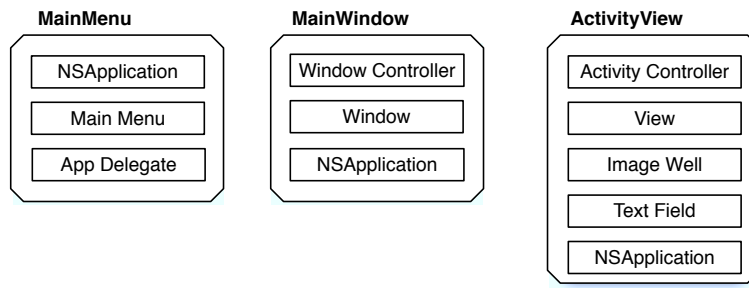 MainMenu
NSApplication
Main Menu
App Delegate
MainWindow
Window Controller
Window
NSApplication
ActivityView
Activity Controller
View
Image Well
Text Field
NSApplication